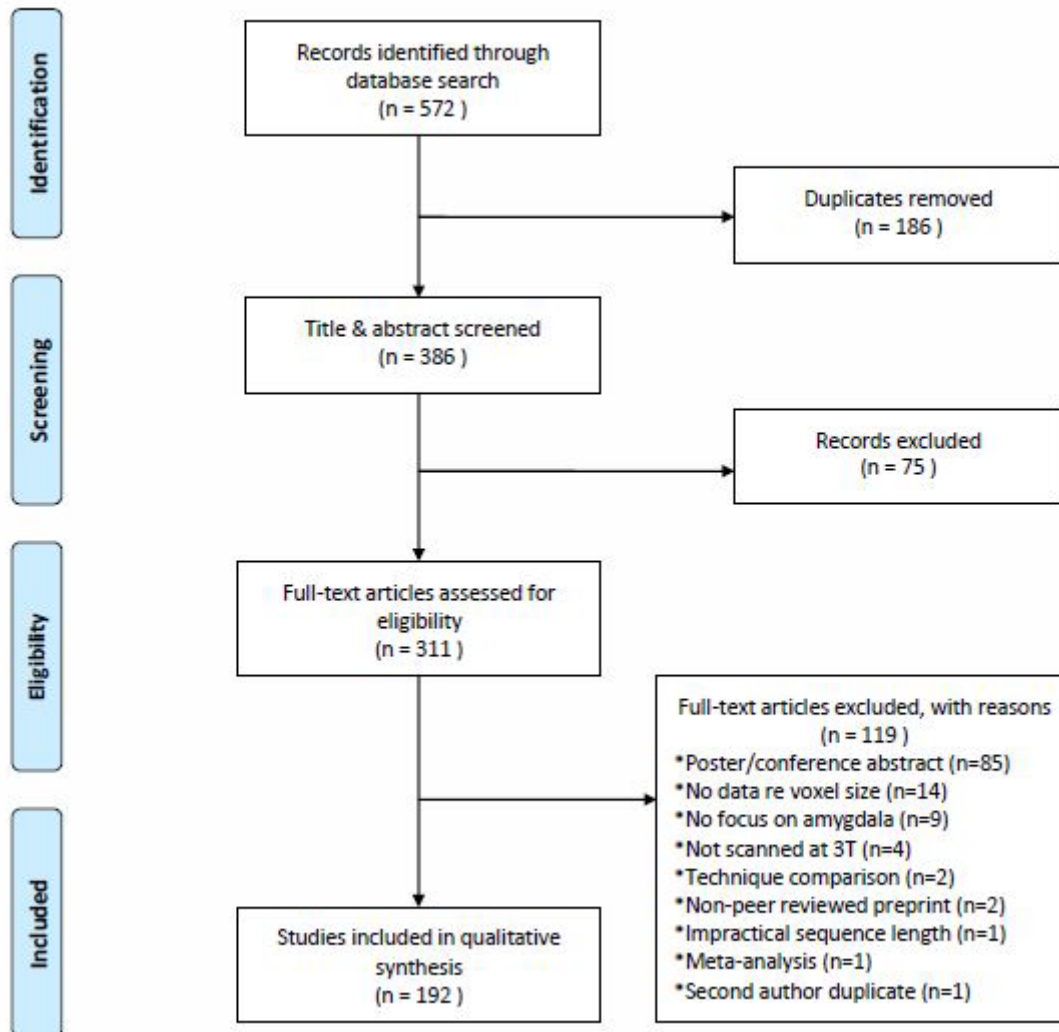 Identification
Records identified through
database search
(n = 572 )
Duplicates removed
(n = 186 )
Screening
Title & abstract screened
(n = 386 )
Records excluded
(n = 75 )
Eligibility
Full-text articles assessed for
eligibility
(n = 311 )
Full-text articles excluded, with reasons
(n = 119 )
*Poster/conference abstract (n=85)
*No data re voxel size (n=14)
*No focus on amygdala (n=9)
*Not scanned at 3T (n=4)
*Technique comparison (n=2)
*Non-peer reviewed preprint (n=2)
*Impractical sequence length (n=1)
*Meta-analysis (n=1)
*Second author duplicate (n=1)
Included
Studies included in qualitative
synthesis
(n = 192 )